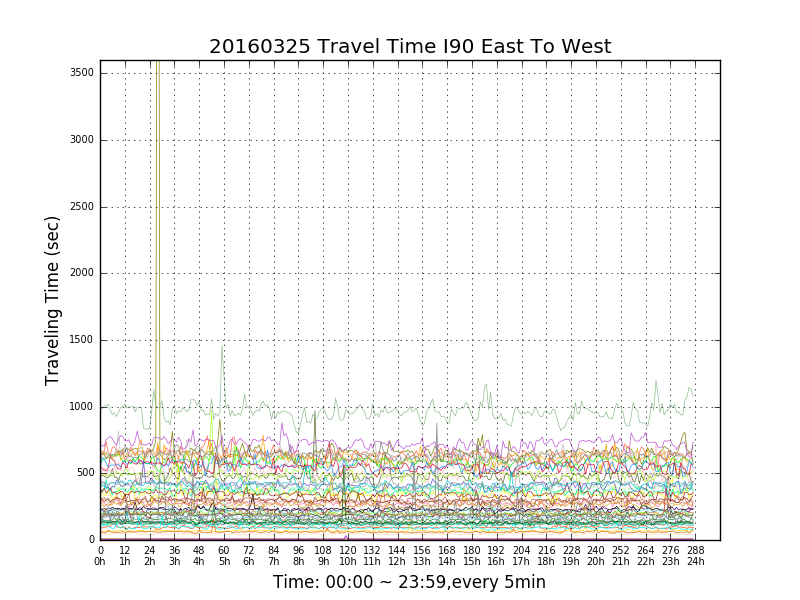 20160325 Travel Time I90 East To West
Traveling Time (sec)
3500
3000
2500
2000
1500
1000
500
0
0 12 24 36 48 60 72 84 96 108 120 132 144 156 168 180 192 204 216 228 240 252 264 276 288
0h 1h 2h 3h 4h 5h 6h 7h 8h 9h 10h 11h 12h 13h 14h 15h 16h 17h 18h 19h 20h 21h 22h 23h 24h
Time: 00:00 ~ 23:59,every 5min